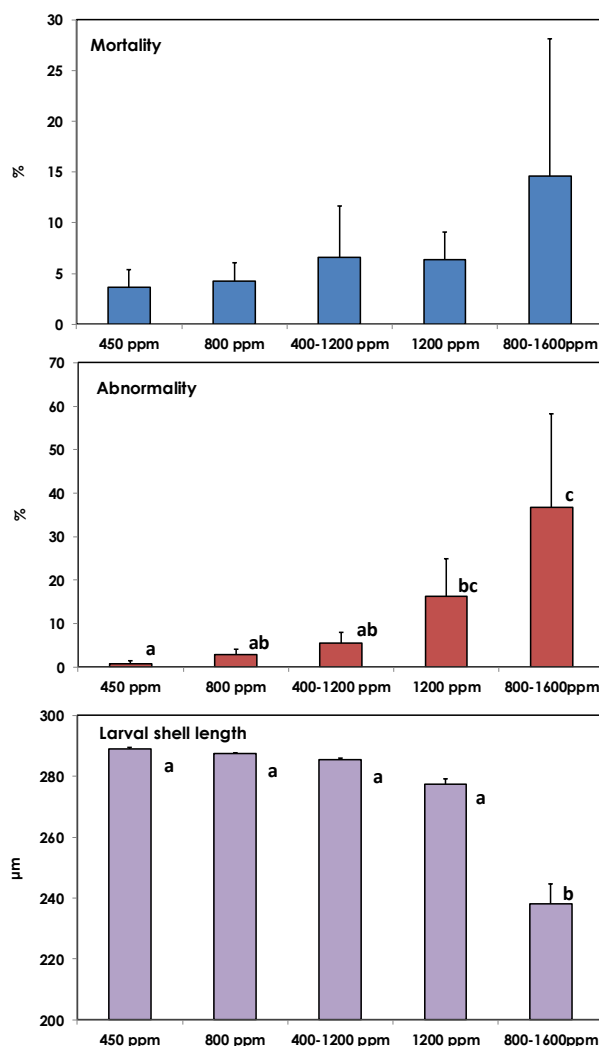 30
Mortality
25
20
%
15
10
5
0
450 ppm 800 ppm 400-1200 ppm 1200 ppm 800-1600ppm
70
Abnormality
60
50
%
40
c
30
20
bc
10
a ab ab
0
450 ppm 800 ppm 400-1200 ppm 1200 ppm 800-1600ppm
300
Larval shell length
a a a a
280
260
µm
240
b
220
200
450 ppm 800 ppm 400-1200 ppm 1200 ppm 800-1600ppm